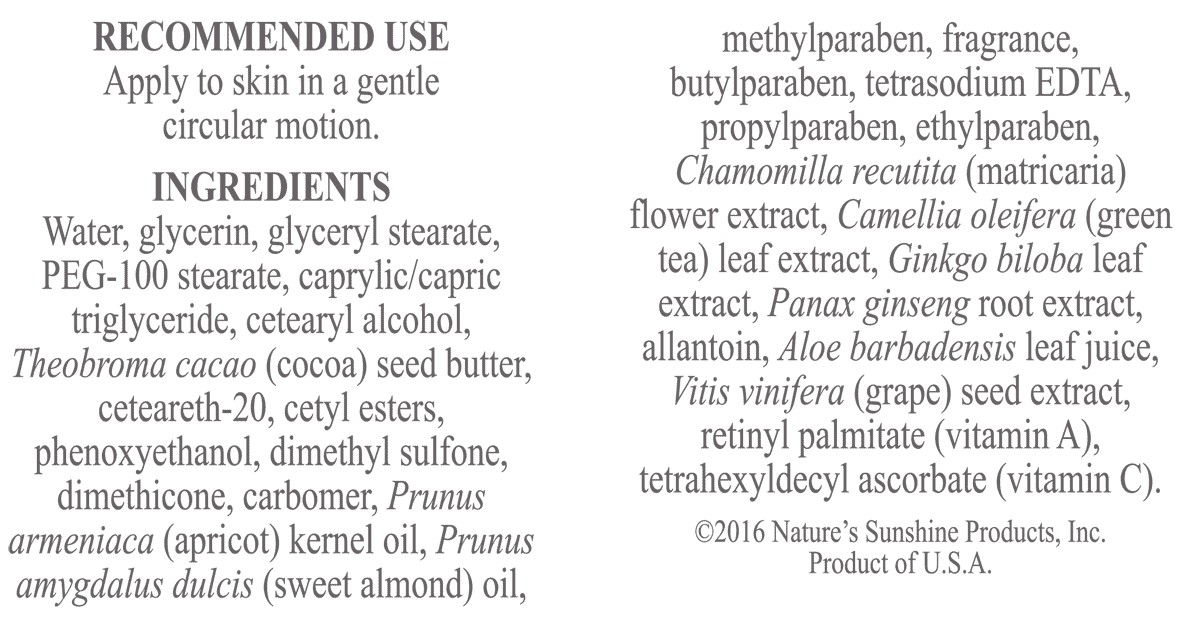 RECOMMENDED USE
Apply to skin in a gentle
circular motion.
INGREDIENTS
Water, glycerin, glyceryl stearate,
PEG-100 stearate, caprylic/capric
triglyceride, cetearyl alcohol,
Theobroma cacao (cocoa) seed butter,
ceteareth-20, cetyl esters,
phenoxyethanol, dimethyl sulfone,
dimethicone, carbomer, Prunus
armeniaca (apricot) kernel oil, Prunus
amygdalus dulcis (sweet almond) oil,
methylparaben, fragrance,
butylparaben, tetrasodium EDTA,
propylparaben, ethylparaben,
Chamomilla recutita (matricaria)
flower extract, Camellia oleifera (green
tea) leaf extract, Ginkgo biloba leaf
extract, Panax ginseng root extract,
allantoin, Aloe barbadensis leaf juice,
Vitis vinifera (grape) seed extract,
retinyl palmitate (vitamin A),
tetrahexyldecyl ascorbate (vitamin C).
©2016 Nature’s Sunshine Products, Inc.
Product of U.S.A.